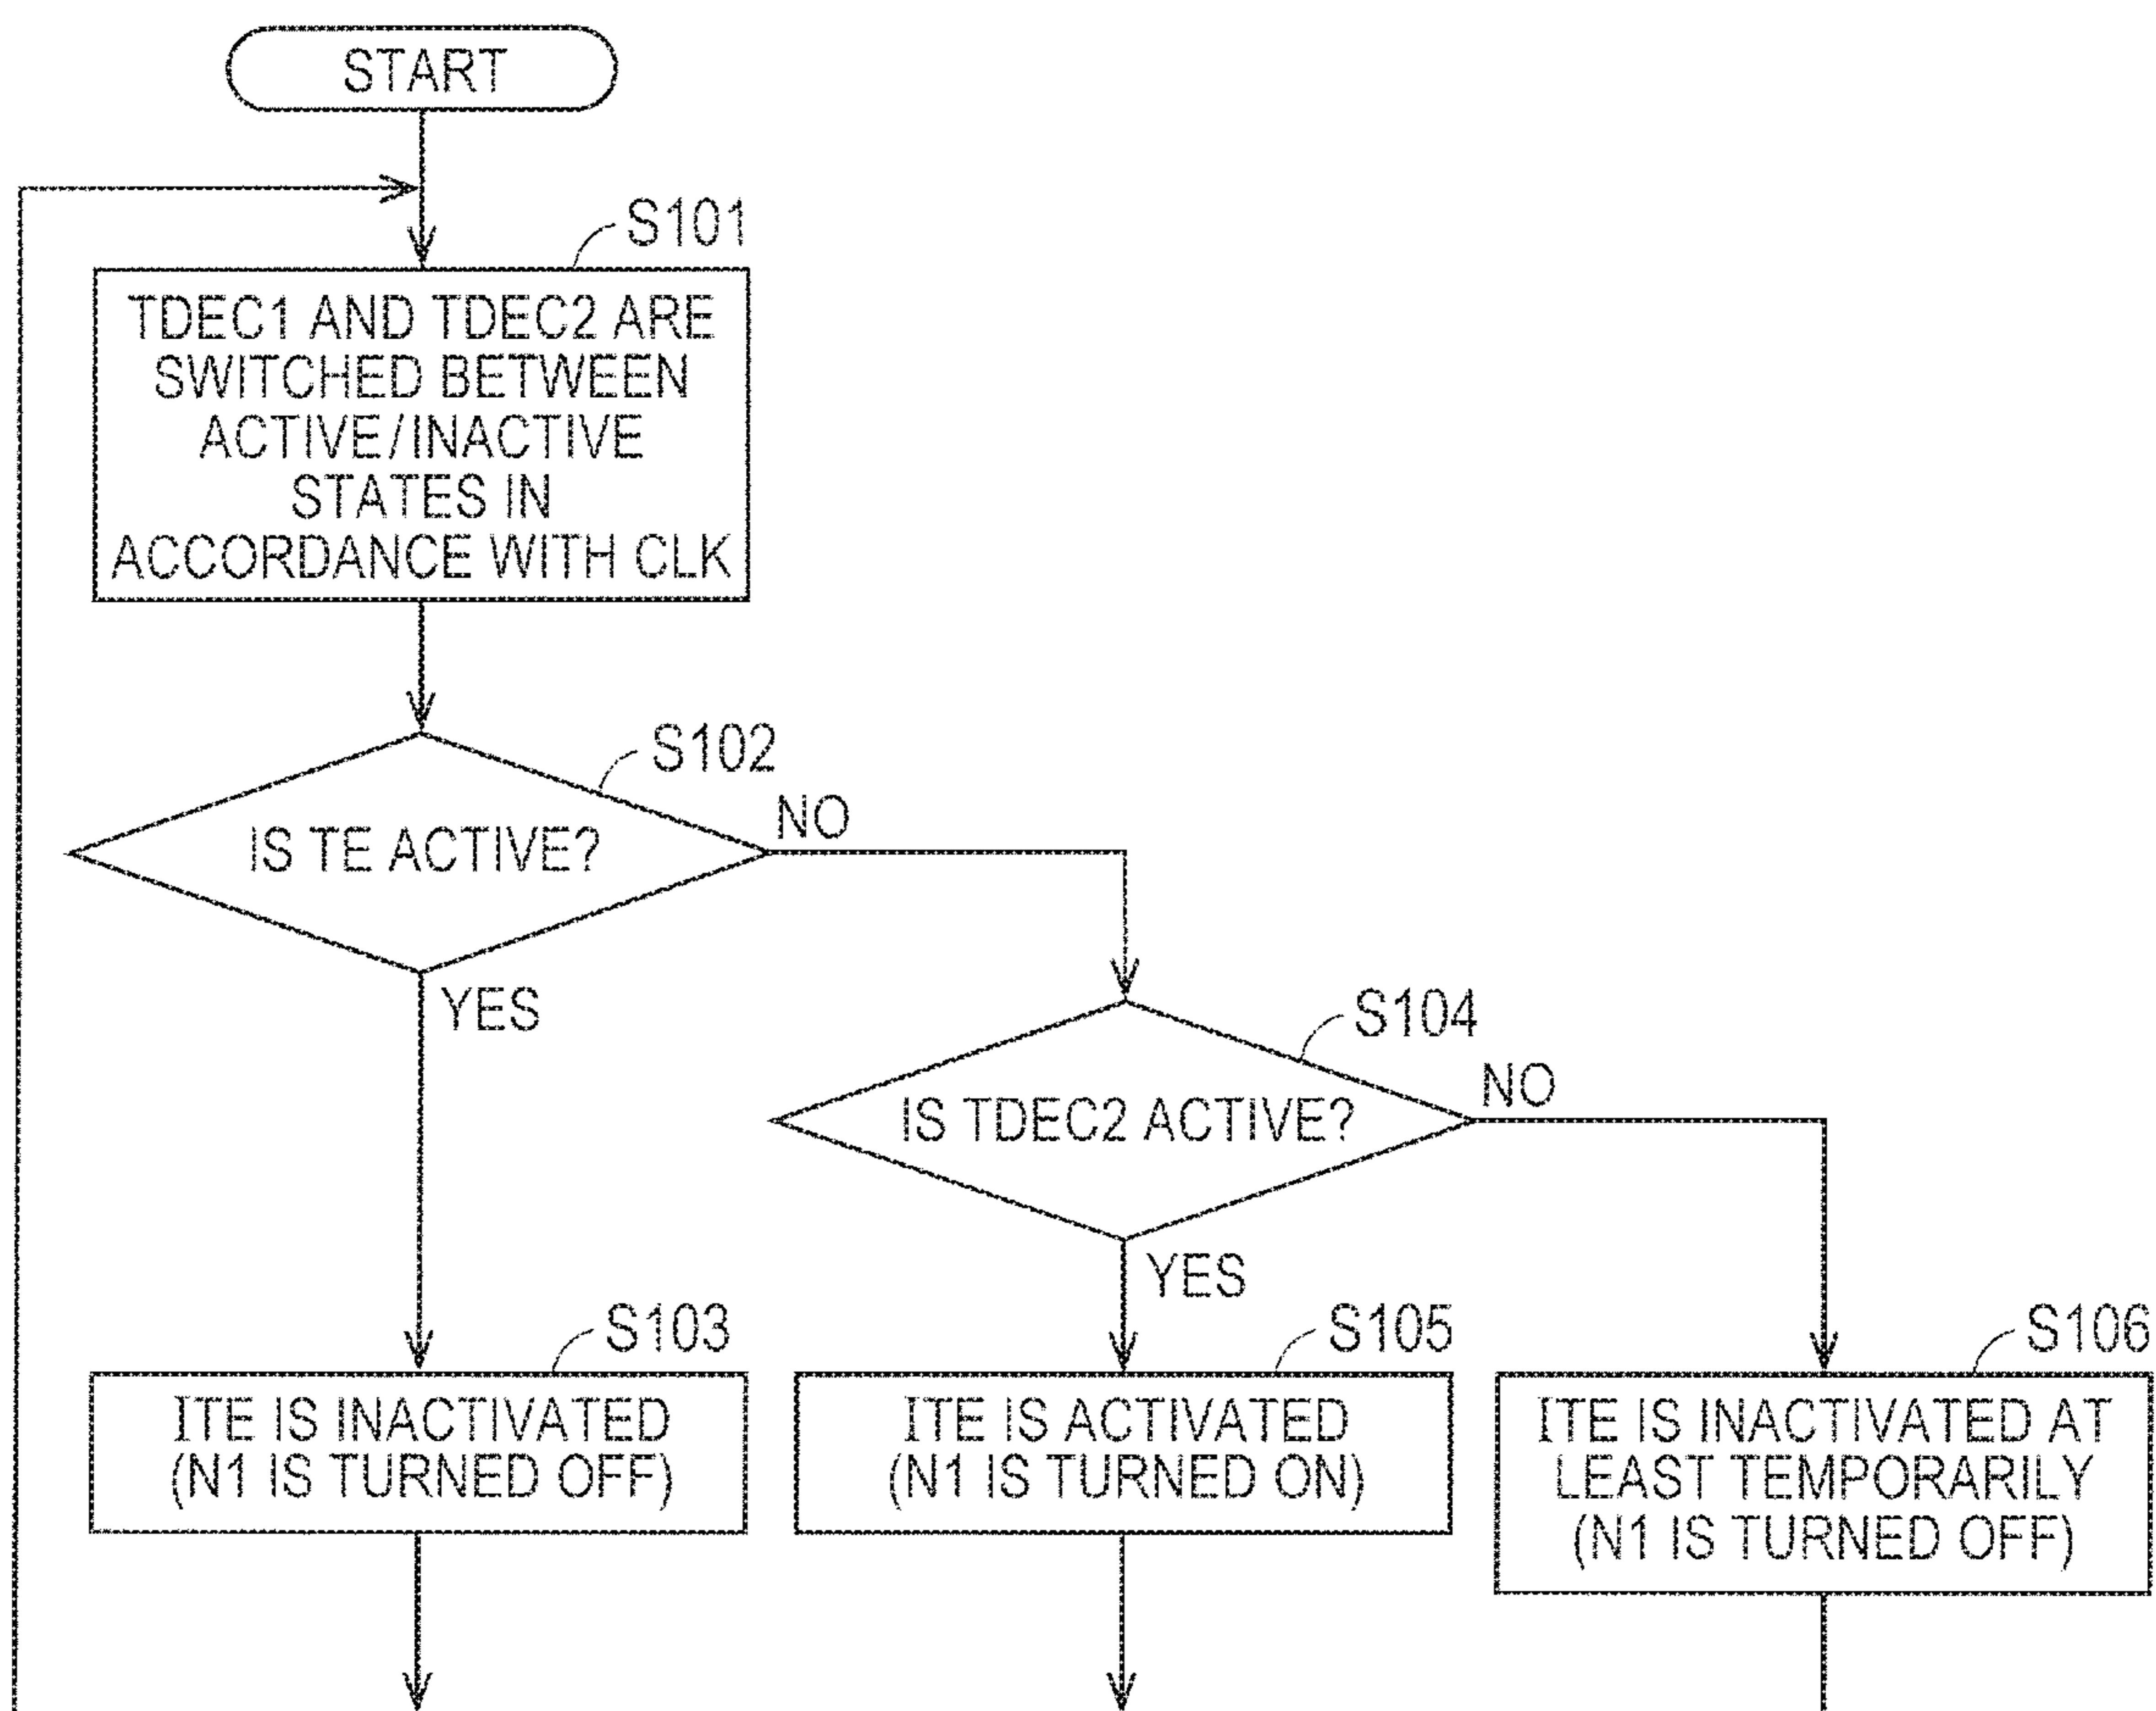 START
S101
TDEC1 AND TDEC2 ARE
SWITCHED BETWEEN
ACTIVE/INACTIVE
STATES IN
ACCORDANCE WITH CLK
S102
IS TE ACTIVE?
NO
YES
S104
IS TDEC2 ACTIVE?
NO
YES
S103
ITE IS INACTIVATED
(N1 IS TURNED OFF)
S105
ITE IS ACTIVATED
(N1 IS TURNED ON)
S106
ITE IS INACTIVATED AT
LEAST TEMPORARILY
(N1 IS TURNED OFF)